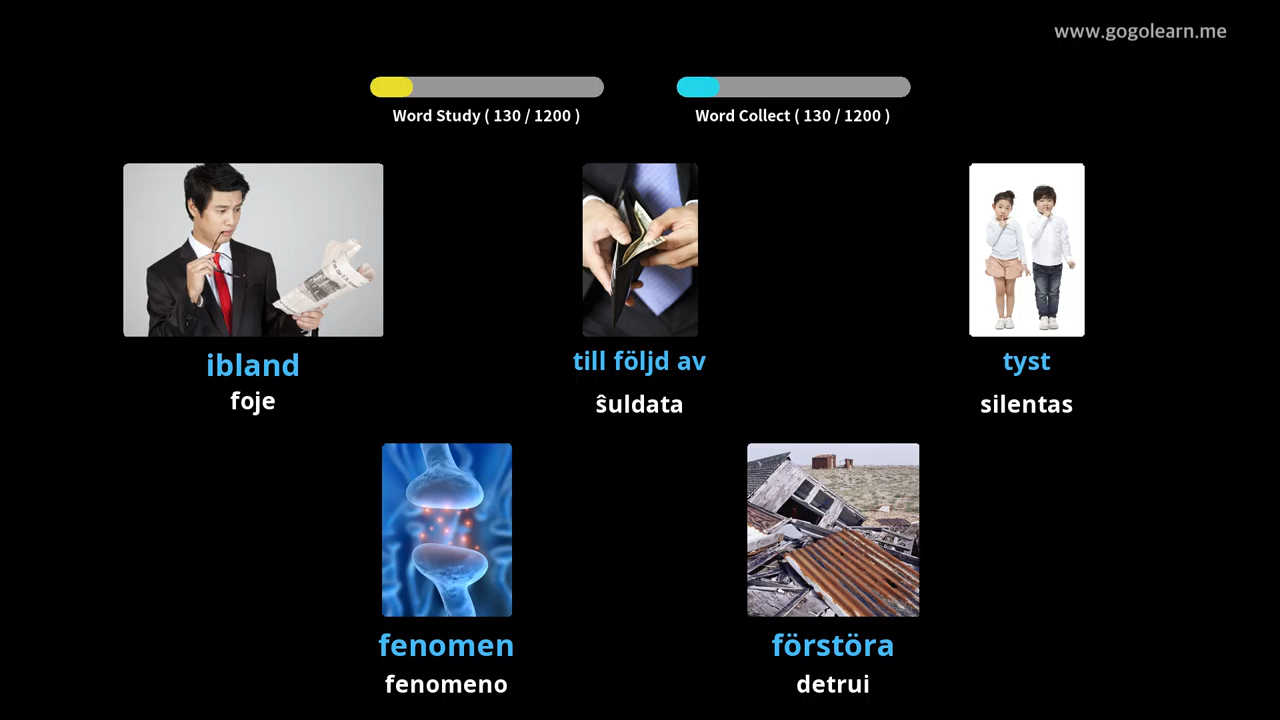 www.gogolearn.me
Word Study ( 130 / 1200 )
Word Collect ( 130 / 1200 )
ibland
foje
till följd av
ŝuldata
tyst
silentas
fenomen
fenomeno
förstöra
detrui